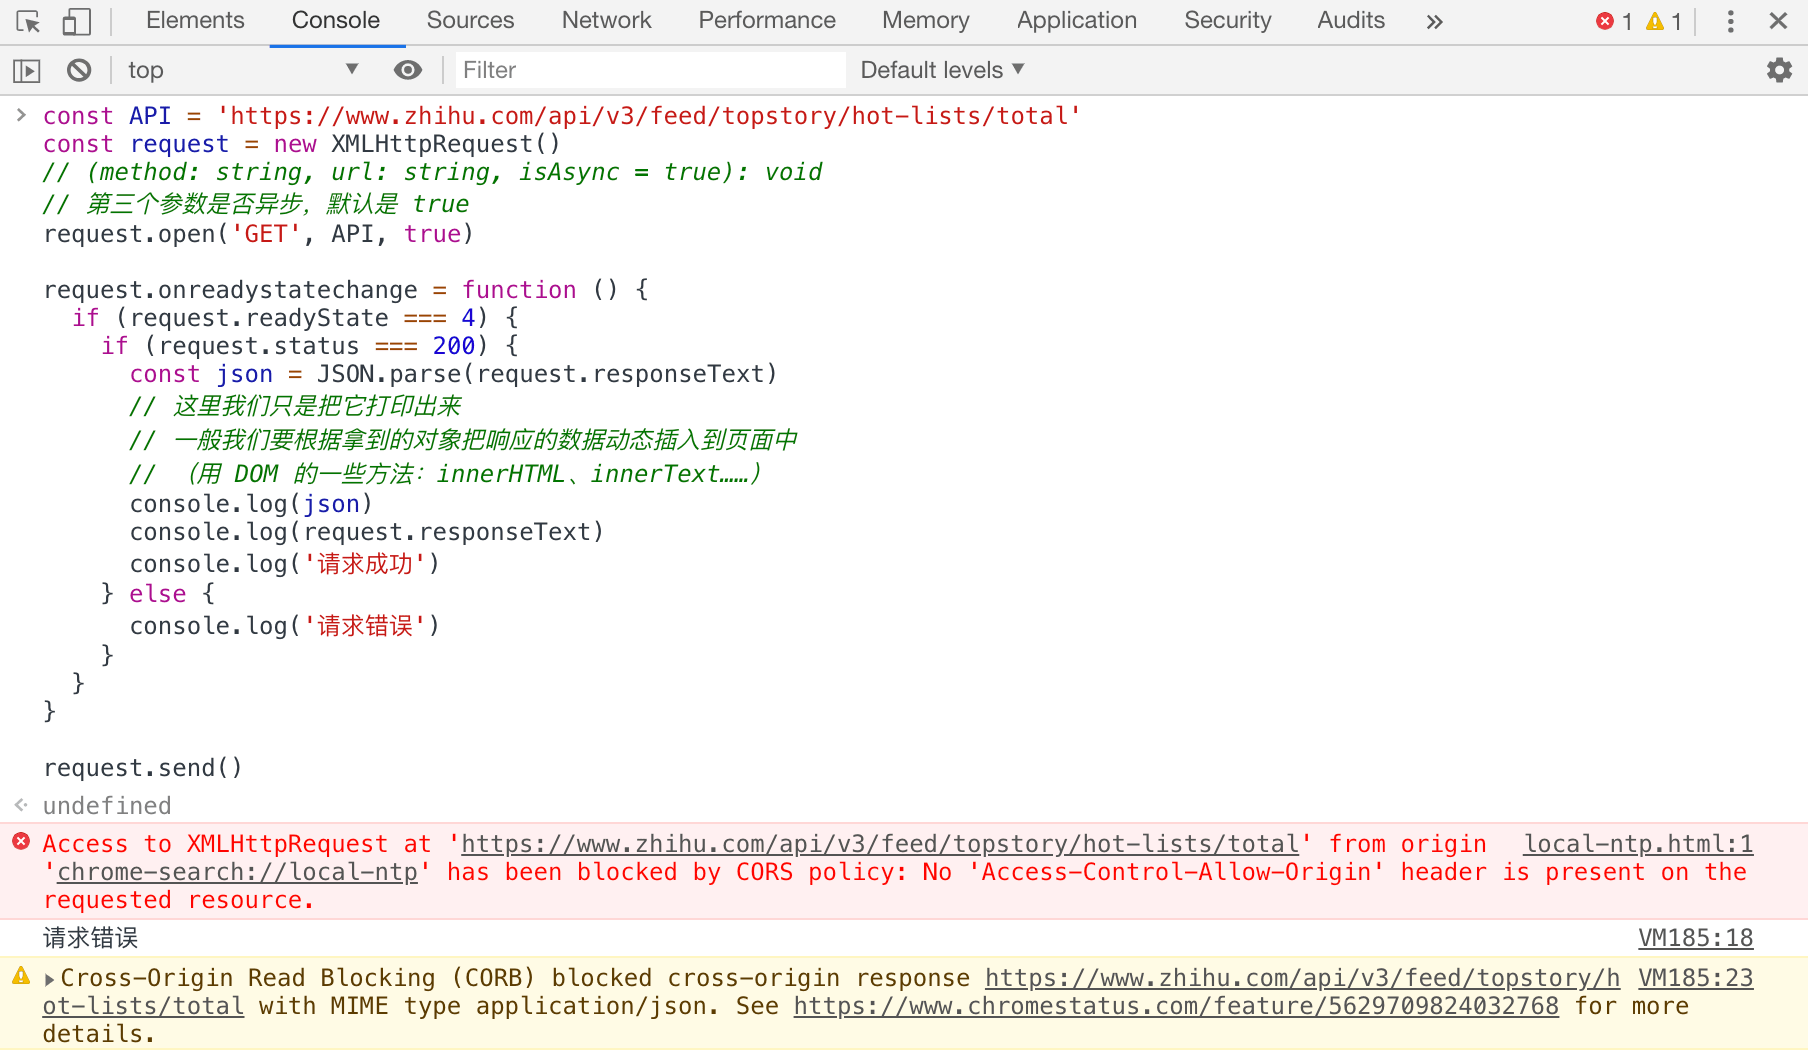 Elements Console Sources Network Performance Memory Application Security Audits » 1 1
top Filter Default levels
const API = 'https://www.zhihu.com/api/v3/feed/topstory/hot-lists/total'
const request = new XMLHttpRequest()
// (method: string, url: string, isAsync = true): void
// 第三个参数是否异步，默认是 true
request.open('GET', API, true)
request.onreadystatechange = function () {
if (request.readyState === 4) {
if (request.status === 200) {
const json = JSON.parse(request.responseText)
// 这里我们只是把它打印出来
// 一般我们要根据拿到的对象把响应的数据动态插入到页面中
// （用 DOM 的一些方法：innerHTML、innerText……）
console.log(json)
console.log(request.responseText)
console.log('请求成功')
} else {
console.log('请求错误')
}
}
}
request.send()
undefined
Access to XMLHttpRequest at 'https://www.zhihu.com/api/v3/feed/topstory/hot-lists/total' from origin local-ntp.html:1
'chrome-search://local-ntp' has been blocked by CORS policy: No 'Access-Control-Allow-Origin' header is present on the
requested resource.
请求错误 VM185:18
Cross-Origin Read Blocking (CORB) blocked cross-origin response https://www.zhihu.com/api/v3/feed/topstory/h VM185:23
ot-lists/total with MIME type application/json. See https://www.chromestatus.com/feature/5629709824032768 for more
details.